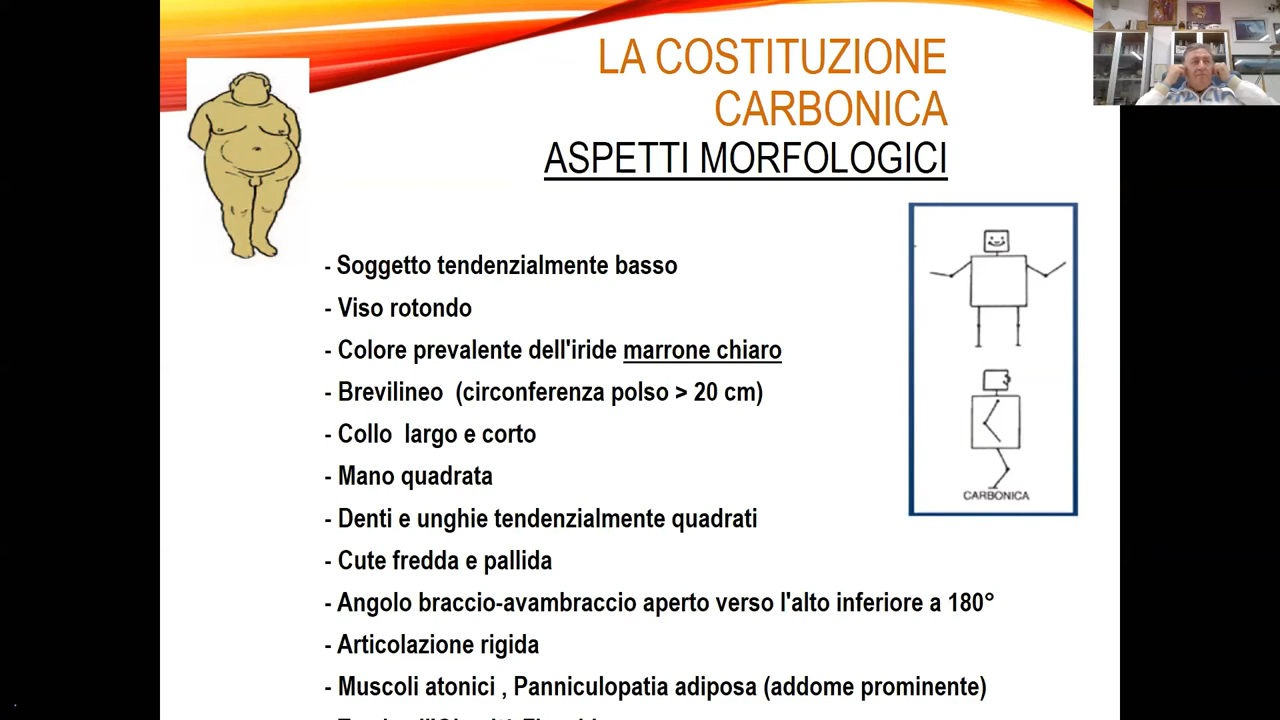 LA COSTITUZIONE
CARBONICA
ASPETTI MORFOLOGICI
- Soggetto tendenzialmente basso
- Viso rotondo
- Colore prevalente dell'iride marrone chiaro
- Brevilineo (circonferenza polso > 20 cm)
- Collo largo e corto
- Mano quadrata
- Denti e unghie tendenzialmente quadrati
- Cute fredda e pallida
- Angolo braccio-avambraccio aperto verso l'alto inferiore a 180°
- Articolazione rigida
- Muscoli atonici , Panniculopatia adiposa (addome prominente)
CARBONICA